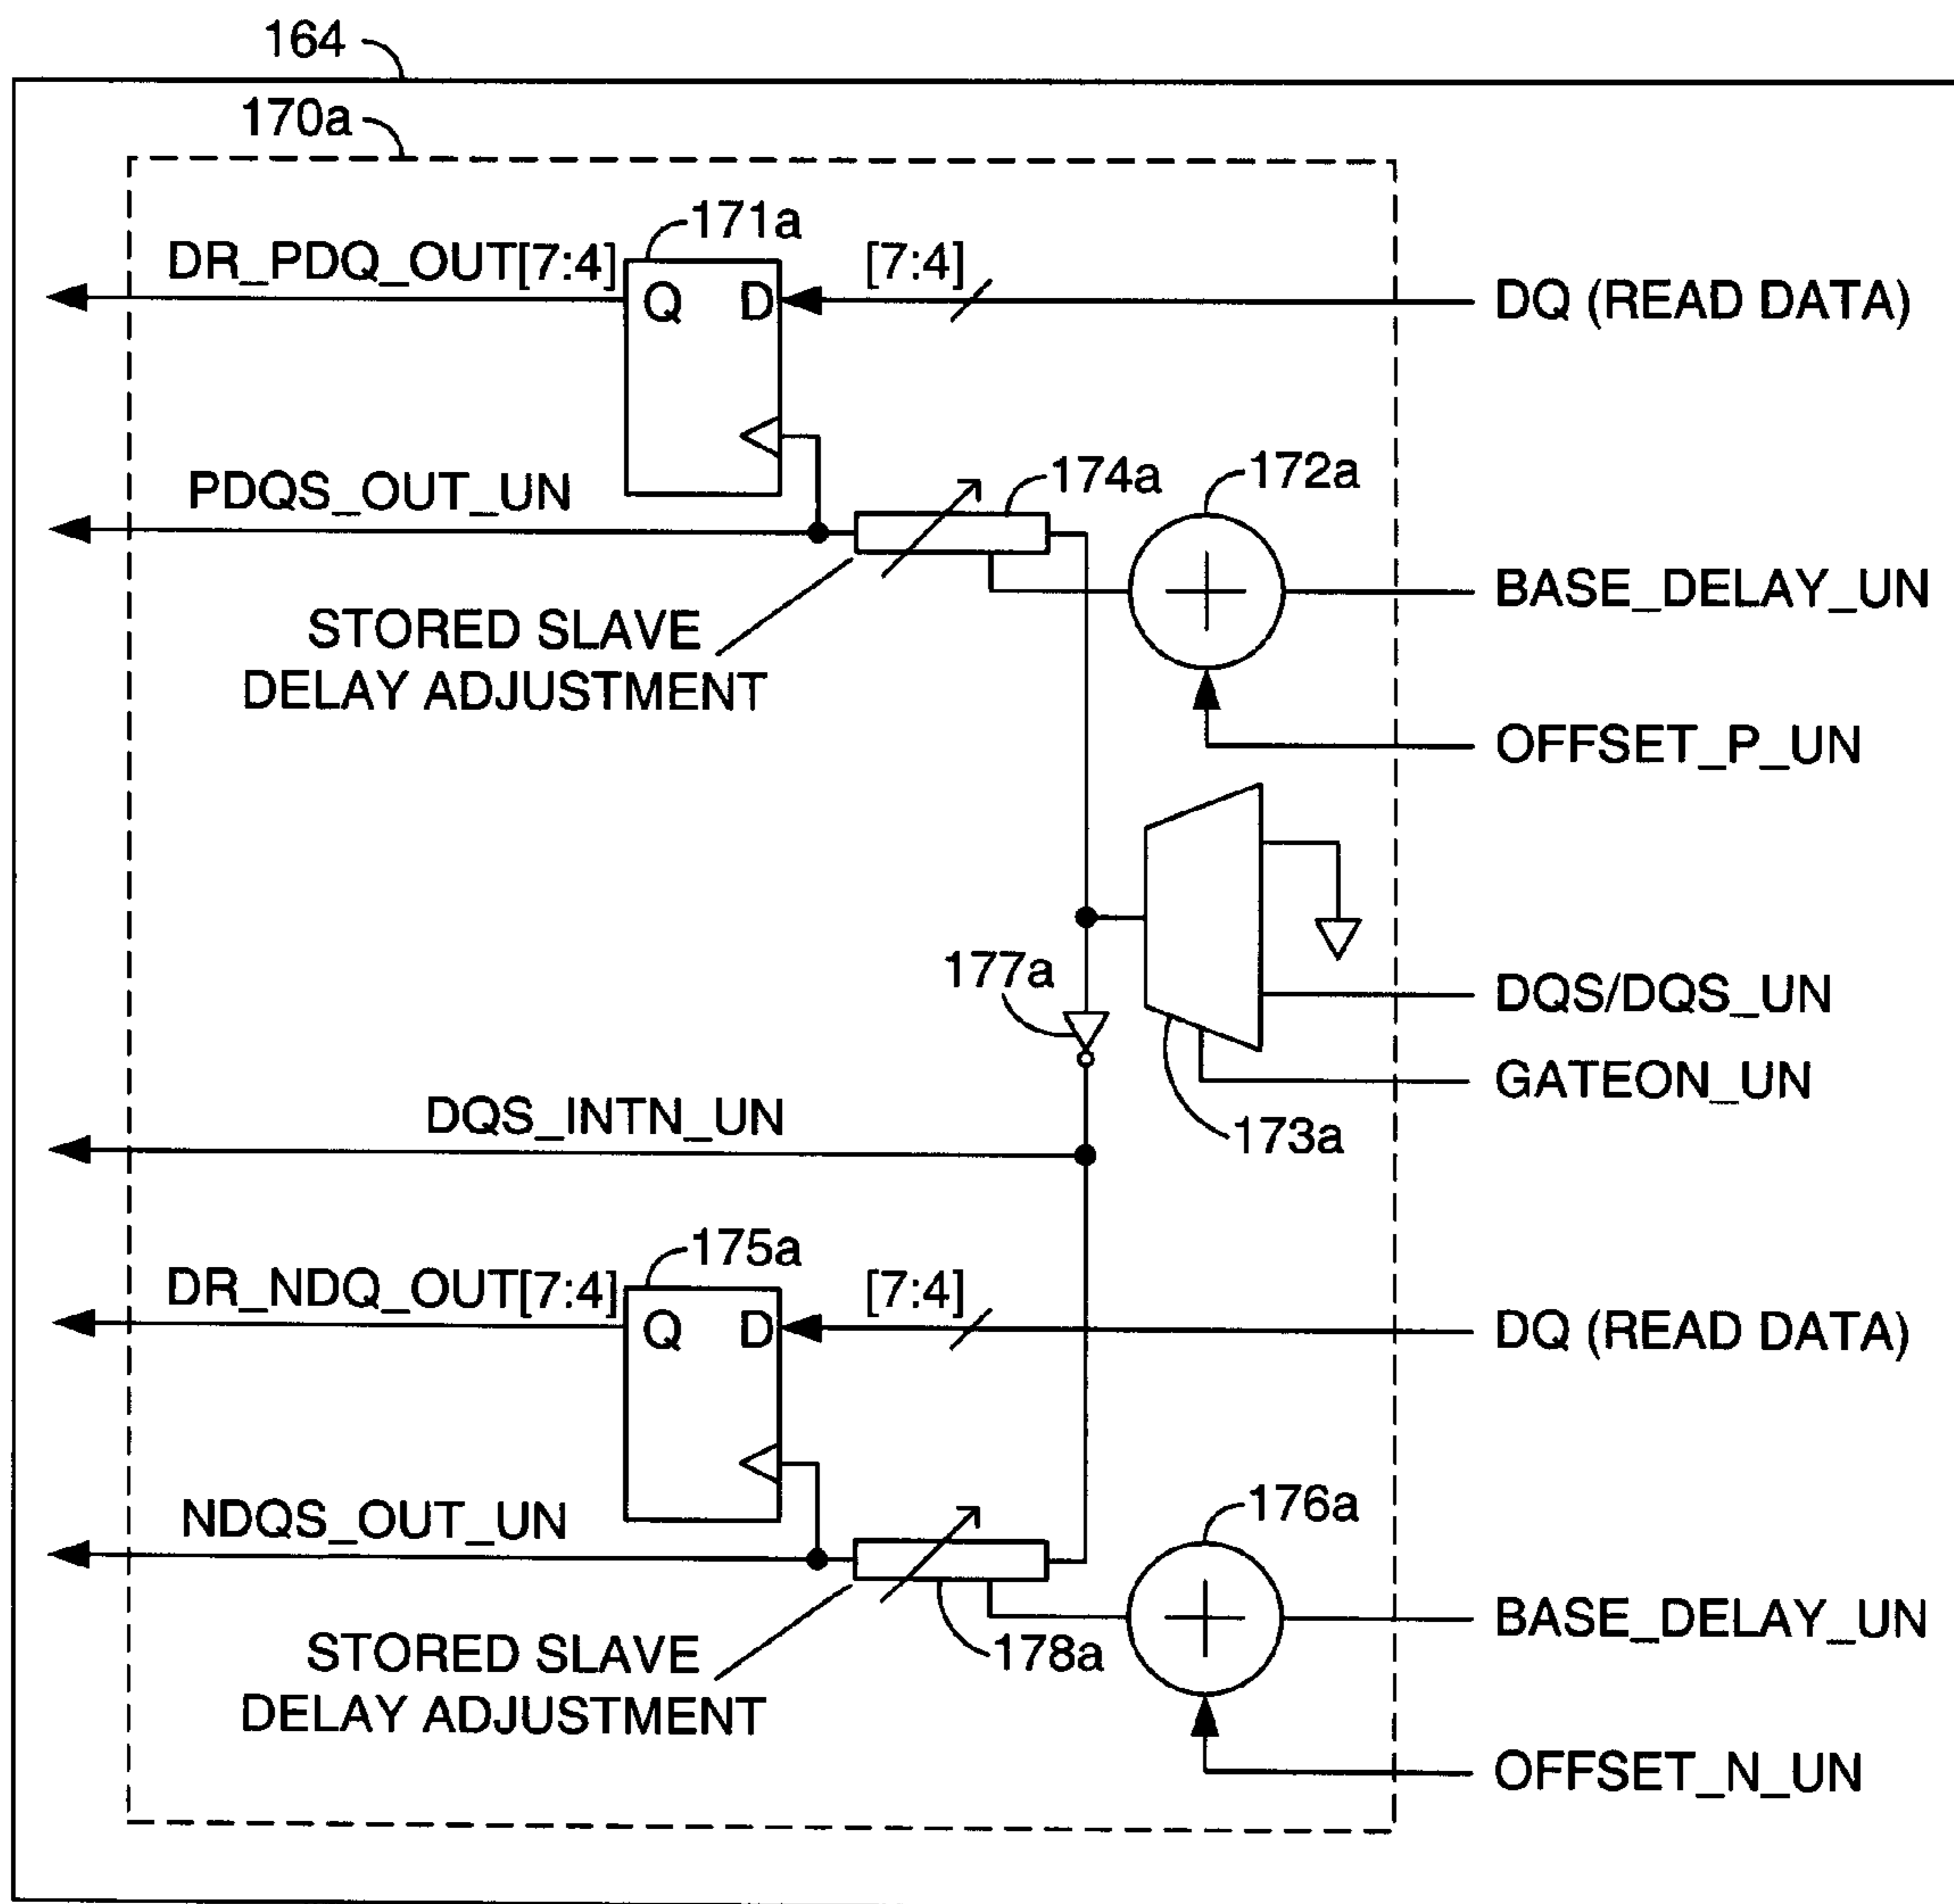 164
170a
171a
DR_PDQ_OUT[7:4]
[7:4]
Q D
DQ (READ DATA)
PDQS_OUT_UN
174a
172a
BASE_DELAY_UN
STORED SLAVE
DELAY ADJUSTMENT
OFFSET_P_UN
177a
DQS/DQS_UN
GATEON_UN
173a
DQS_INTN_UN
175a
DR_NDQ_OUT[7:4]
[7:4]
Q D
DQ (READ DATA)
NDQS_OUT_UN
176a
BASE_DELAY_UN
178a
STORED SLAVE
DELAY ADJUSTMENT
OFFSET_N_UN